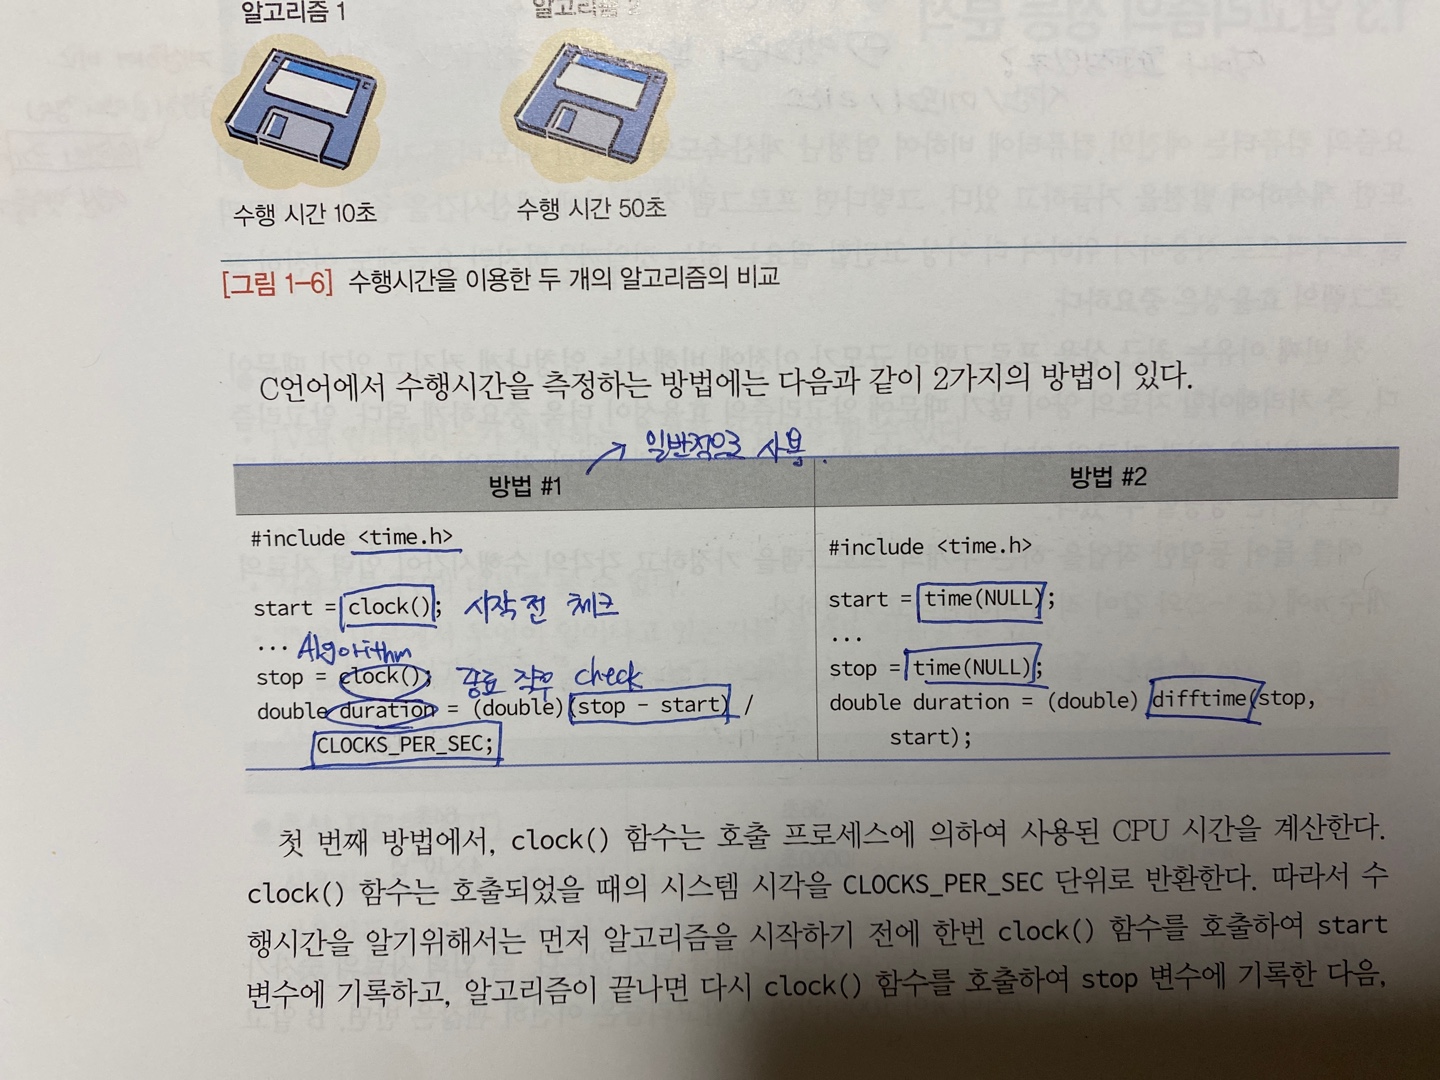 알고리즘 1
알고리즘 2
수행 시간 10초
수행 시간 50초
[그림 1-6] 수행시간을 이용한 두 개의 알고리즘의 비교
C언어에서 수행시간을 측정하는 방법에는 다음과 같이 2가지의 방법이 있다.
→ 일반적으로 사용.
방법 #1
#include <time.h>
start = clock(); 시작 전 체크
... Algorithm
stop = clock(); 종료 직후 check
double duration = (double)(stop - start) /
CLOCKS_PER_SEC;
방법 #2
#include <time.h>
start = time(NULL);
...
stop = time(NULL);
double duration = (double) difftime(stop,
start);
첫 번째 방법에서, clock() 함수는 호출 프로세스에 의하여 사용된 CPU 시간을 계산한다.
clock() 함수는 호출되었을 때의 시스템 시각을 CLOCKS_PER_SEC 단위로 반환한다. 따라서 수
행시간을 알기위해서는 먼저 알고리즘을 시작하기 전에 한번 clock() 함수를 호출하여 start
변수에 기록하고, 알고리즘이 끝나면 다시 clock() 함수를 호출하여 stop 변수에 기록한 다음,